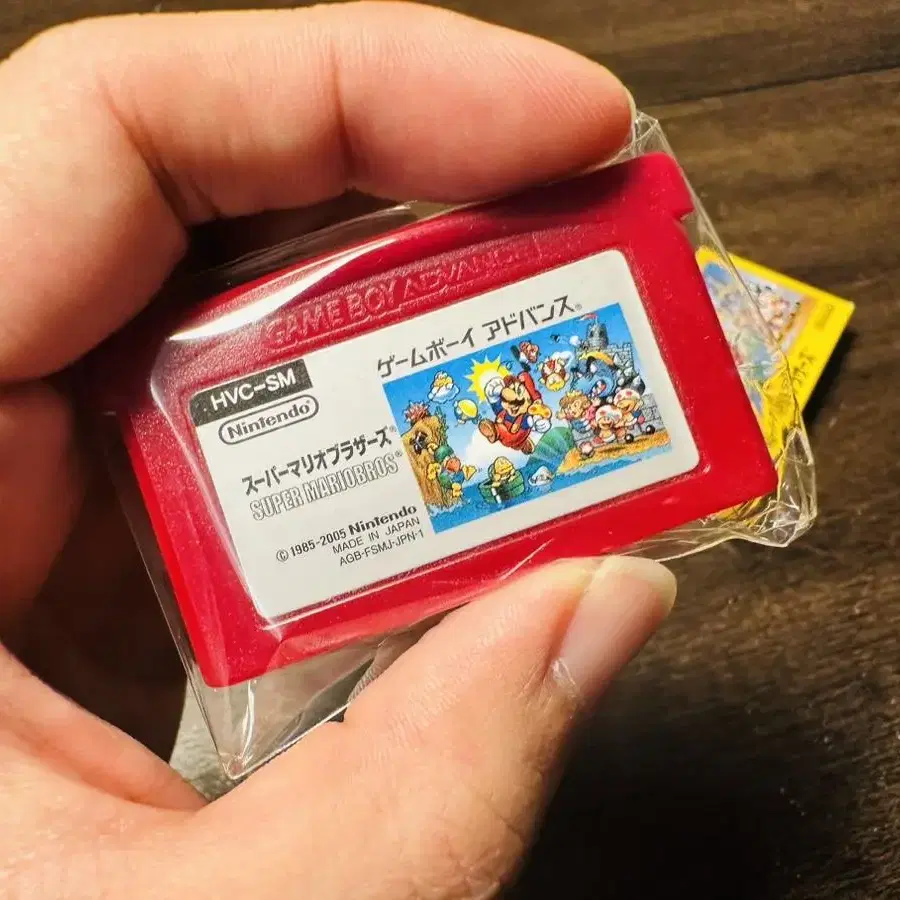 GAME BOY ADVANCE
ゲームボーイ アドバンス®
HVC-SM
Nintendo®
スーパーマリオブラザーズ®
SUPER MARIOBROS®
© 1985-2005 Nintendo
MADE IN JAPAN
AGB-FSMJ-JPN-1